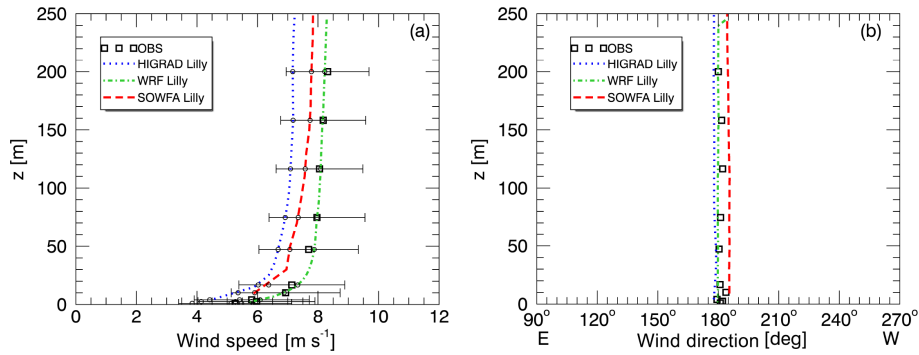 250
200
150
100
50
0
z [m]
OBS
HIGRAD Lilly
WRF Lilly
SOWFA Lilly
(a)
0 2 4 6 8 10 12
Wind speed [m s⁻¹]
250
200
150
100
50
0
z [m]
OBS
HIGRAD Lilly
WRF Lilly
SOWFA Lilly
(b)
90° 120° 150° 180° 210° 240° 270°
E Wind direction [deg] W